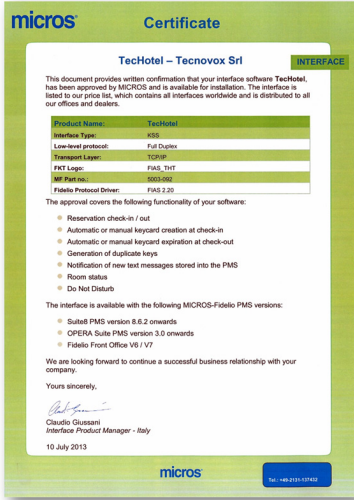 micros®
Certificate
TecHotel – Tecnovox Srl
INTERFACE
This document provides written confirmation that your interface software TecHotel,
has been approved by MICROS and is available for installation. The interface is
listed to our price list, which contains all interfaces worldwide and is distributed to all
our offices and dealers.
Product Name: TecHotel
Interface Type: KSS
Low-level protocol: Full Duplex
Transport Layer: TCP/IP
FKT Logo: FIAS_THT
MF Part no.: 5003-092
Fidelio Protocol Driver: FIAS 2.20
The approval covers the following functionality of your software:
Reservation check-in / out
Automatic or manual keycard creation at check-in
Automatic or manual keycard expiration at check-out
Generation of duplicate keys
Notification of new text messages stored into the PMS
Room status
Do Not Disturb
The interface is available with the following MICROS-Fidelio PMS versions:
Suite8 PMS version 8.6.2 onwards
OPERA Suite PMS version 3.0 onwards
Fidelio Front Office V6 / V7
We are looking forward to continue a successful business relationship with your
company.
Yours sincerely,
Claudio Giussani
Interface Product Manager - Italy
10 July 2013
micros®
Tel.: +49-2131-137432